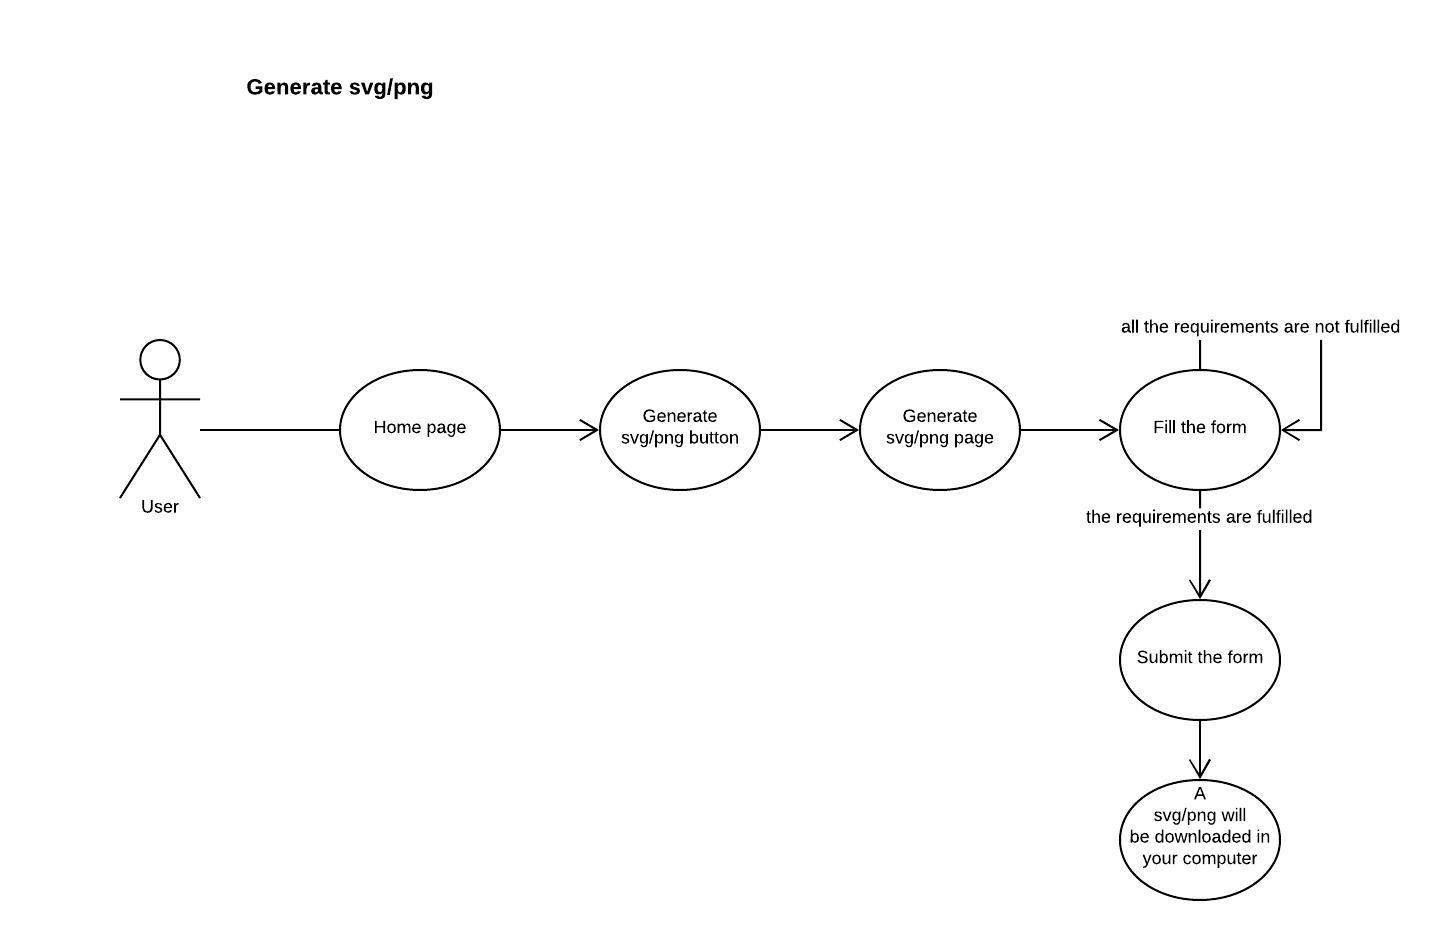 Generate svg/png
all the requirements are not fulfilled
Home page
Generate
svg/png button
Generate
svg/png page
Fill the form
User
the requirements are fulfilled
Submit the form
A
svg/png will
be downloaded in
your computer